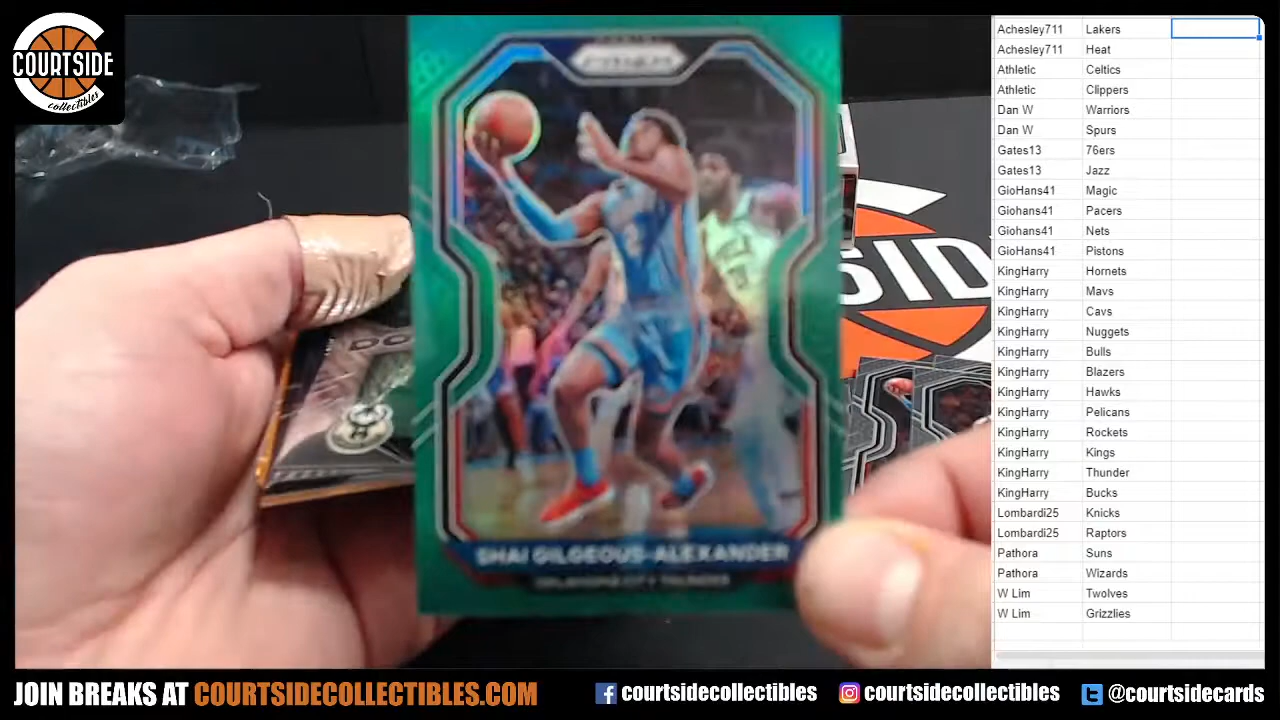 COURTSIDE
collectibles
PRIZM
SHAI GILGEOUS-ALEXANDER
OKLAHOMA CITY THUNDER
Achesley711 Lakers
Achesley711 Heat
Athletic Celtics
Athletic Clippers
Dan W Warriors
Dan W Spurs
Gates13 76ers
Gates13 Jazz
GioHans41 Magic
Giohans41 Pacers
Giohans41 Nets
GioHans41 Pistons
KingHarry Hornets
KingHarry Mavs
KingHarry Cavs
KingHarry Nuggets
KingHarry Bulls
KingHarry Blazers
KingHarry Hawks
KingHarry Pelicans
KingHarry Rockets
KingHarry Kings
KingHarry Thunder
KingHarry Bucks
Lombardi25 Knicks
Lombardi25 Raptors
Pathora Suns
Pathora Wizards
W Lim Twolves
W Lim Grizzlies
JOIN BREAKS AT COURTSIDECOLLECTIBLES.COM
courtsidecollectibles
courtsidecollectibles
@courtsidecards